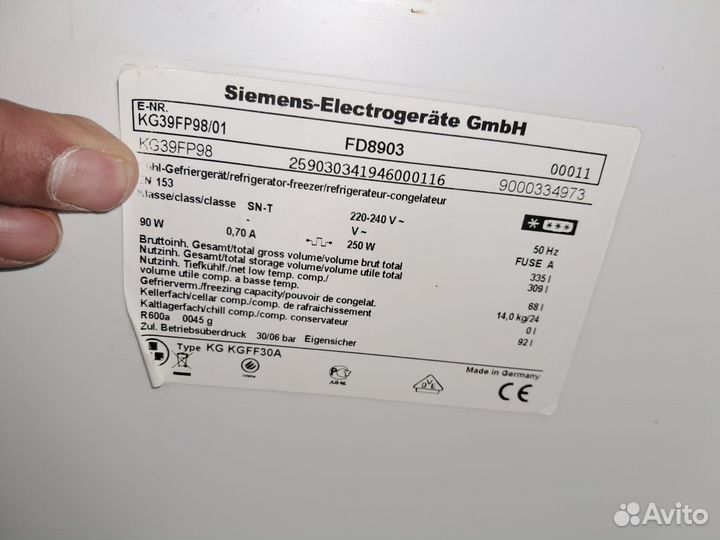 Siemens-Electrogeräte GmbH
E-NR.
KG39FP98/01
FD8903
00011
KG39FP98
259030341946000116
9000334973
-Gefriergerät/refrigerator-freezer/refrigerateur-congelateur
EN 153
Klasse/class/classe SN-T
220-240 V ~
50 Hz
90 W
0,70 A
-
V ~
250 W
FUSE A
Bruttoinh. Gesamt/total gross volume/volume brut total
335 l
Nutzinh. Gesamt/total storage volume/volume utile total
309 l
Nutzinh. Tiefkühlf./net low temp. comp./
volume utile comp. a basse temp.
68 l
Gefrierverm./freezing capacity/pouvoir de congelat.
14,0 kg/24
Kellerfach/cellar comp./comp. de rafraichissement
0 l
Kaltlagerfach/chill comp./comp. conservateur
92 l
R600a 0045 g
Zul. Betriebsüberdruck 30/06 bar Eigensicher
Type KG KGFF30A
Made in Germany
AЯ46
DVE
CE
Avito